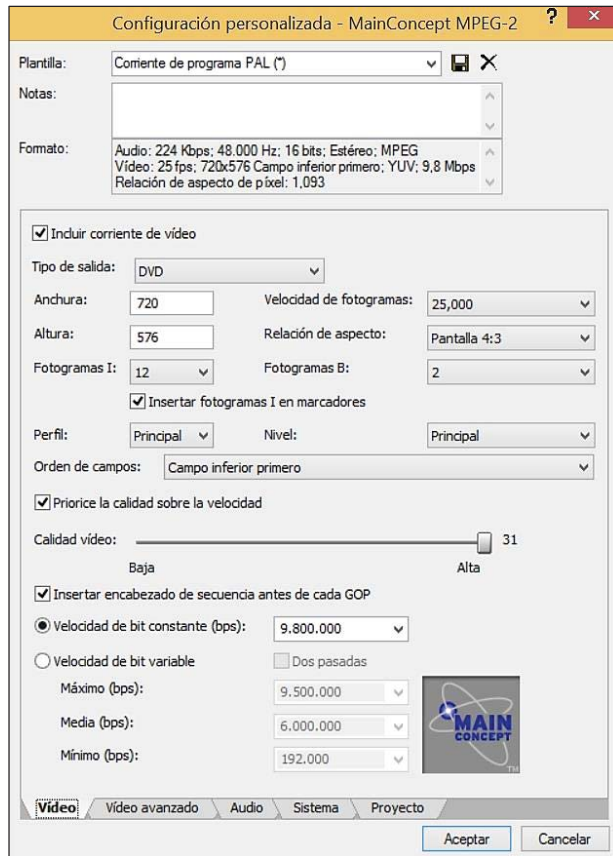 Configuración personalizada - MainConcept MPEG-2 ? ×
Plantilla: Corriente de programa PAL (*)
Notas:
Formato: Audio: 224 Kbps; 48.000 Hz; 16 bits; Estéreo; MPEG
Vídeo: 25 fps; 720x576 Campo inferior primero; YUV; 9,8 Mbps
Relación de aspecto de píxel: 1,093
Incluir corriente de vídeo
Tipo de salida: DVD
Anchura: 720 Velocidad de fotogramas: 25,000
Altura: 576 Relación de aspecto: Pantalla 4:3
Fotogramas I: 12 Fotogramas B: 2
Insertar fotogramas I en marcadores
Perfil: Principal Nivel: Principal
Orden de campos: Campo inferior primero
Priorice la calidad sobre la velocidad
Calidad vídeo: 31
Baja Alta
Insertar encabezado de secuencia antes de cada GOP
Velocidad de bit constante (bps): 9.800.000
Velocidad de bit variable Dos pasadas
Máximo (bps): 9.500.000
Media (bps): 6.000.000
Mínimo (bps): 192.000
MAIN
CONCEPT
TM
Vídeo Vídeo avanzado Audio Sistema Proyecto
Aceptar Cancelar